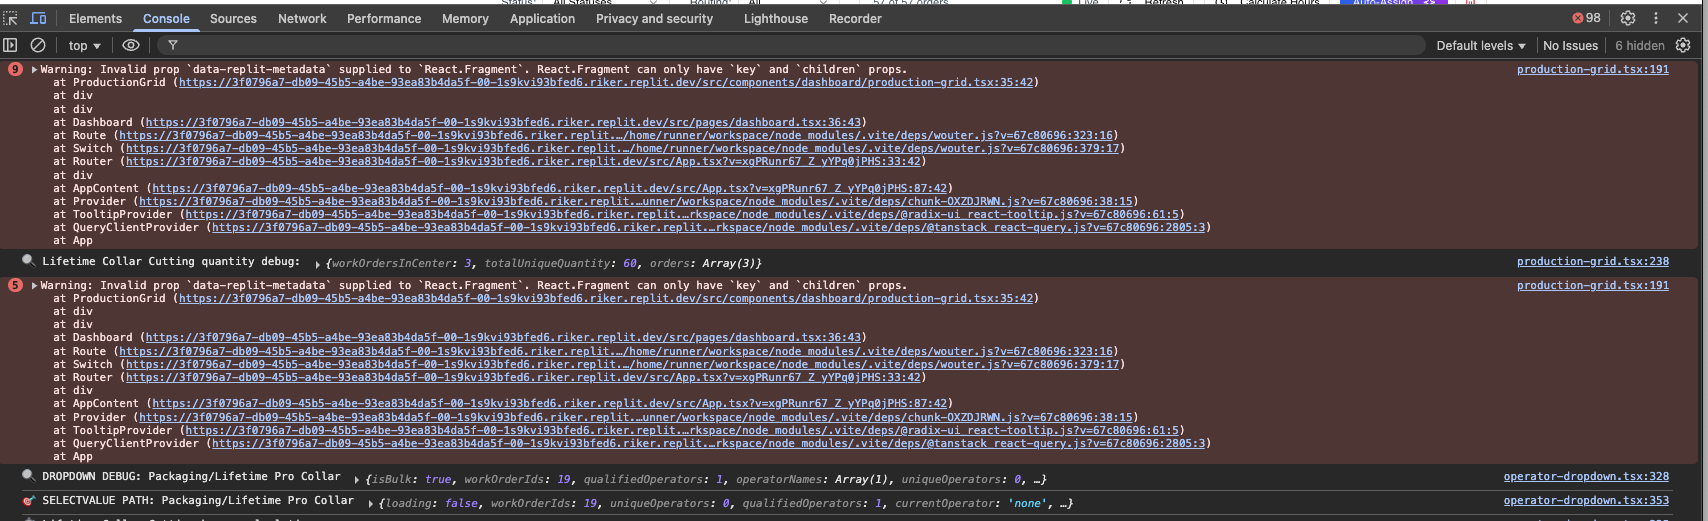 Status: All Statuses Routing: All 57 of 57 orders Live Refresh Calculate Hours Auto-Assign
Elements Console Sources Network Performance Memory Application Privacy and security Lighthouse Recorder 98
top Default levels No Issues 6 hidden
9 Warning: Invalid prop `data-replit-metadata` supplied to `React.Fragment`. React.Fragment can only have `key` and `children` props. production-grid.tsx:191
at ProductionGrid (https://3f0796a7-db09-45b5-a4be-93ea83b4da5f-00-1s9kvi93bfed6.riker.replit.dev/src/components/dashboard/production-grid.tsx:35:42)
at div
at div
at Dashboard (https://3f0796a7-db09-45b5-a4be-93ea83b4da5f-00-1s9kvi93bfed6.riker.replit.dev/src/pages/dashboard.tsx:36:43)
at Route (https://3f0796a7-db09-45b5-a4be-93ea83b4da5f-00-1s9kvi93bfed6.riker.replit.…/home/runner/workspace/node_modules/.vite/deps/wouter.js?v=67c80696:323:16)
at Switch (https://3f0796a7-db09-45b5-a4be-93ea83b4da5f-00-1s9kvi93bfed6.riker.replit.…/home/runner/workspace/node_modules/.vite/deps/wouter.js?v=67c80696:379:17)
at Router (https://3f0796a7-db09-45b5-a4be-93ea83b4da5f-00-1s9kvi93bfed6.riker.replit.dev/src/App.tsx?v=xgPRunr67_Z_yYPq0jPHS:33:42)
at div
at AppContent (https://3f0796a7-db09-45b5-a4be-93ea83b4da5f-00-1s9kvi93bfed6.riker.replit.dev/src/App.tsx?v=xgPRunr67_Z_yYPq0jPHS:87:42)
at Provider (https://3f0796a7-db09-45b5-a4be-93ea83b4da5f-00-1s9kvi93bfed6.riker.replit.…unner/workspace/node_modules/.vite/deps/chunk-OXZDJRWN.js?v=67c80696:38:15)
at TooltipProvider (https://3f0796a7-db09-45b5-a4be-93ea83b4da5f-00-1s9kvi93bfed6.riker.replit.…rkspace/node_modules/.vite/deps/@radix-ui_react-tooltip.js?v=67c80696:61:5)
at QueryClientProvider (https://3f0796a7-db09-45b5-a4be-93ea83b4da5f-00-1s9kvi93bfed6.riker.replit.…rkspace/node_modules/.vite/deps/@tanstack_react-query.js?v=67c80696:2805:3)
at App
Lifetime Collar Cutting quantity debug: {workOrdersInCenter: 3, totalUniqueQuantity: 60, orders: Array(3)} production-grid.tsx:238
5 Warning: Invalid prop `data-replit-metadata` supplied to `React.Fragment`. React.Fragment can only have `key` and `children` props. production-grid.tsx:191
at ProductionGrid (https://3f0796a7-db09-45b5-a4be-93ea83b4da5f-00-1s9kvi93bfed6.riker.replit.dev/src/components/dashboard/production-grid.tsx:35:42)
at div
at div
at Dashboard (https://3f0796a7-db09-45b5-a4be-93ea83b4da5f-00-1s9kvi93bfed6.riker.replit.dev/src/pages/dashboard.tsx:36:43)
at Route (https://3f0796a7-db09-45b5-a4be-93ea83b4da5f-00-1s9kvi93bfed6.riker.replit.…/home/runner/workspace/node_modules/.vite/deps/wouter.js?v=67c80696:323:16)
at Switch (https://3f0796a7-db09-45b5-a4be-93ea83b4da5f-00-1s9kvi93bfed6.riker.replit.…/home/runner/workspace/node_modules/.vite/deps/wouter.js?v=67c80696:379:17)
at Router (https://3f0796a7-db09-45b5-a4be-93ea83b4da5f-00-1s9kvi93bfed6.riker.replit.dev/src/App.tsx?v=xgPRunr67_Z_yYPq0jPHS:33:42)
at div
at AppContent (https://3f0796a7-db09-45b5-a4be-93ea83b4da5f-00-1s9kvi93bfed6.riker.replit.dev/src/App.tsx?v=xgPRunr67_Z_yYPq0jPHS:87:42)
at Provider (https://3f0796a7-db09-45b5-a4be-93ea83b4da5f-00-1s9kvi93bfed6.riker.replit.…unner/workspace/node_modules/.vite/deps/chunk-OXZDJRWN.js?v=67c80696:38:15)
at TooltipProvider (https://3f0796a7-db09-45b5-a4be-93ea83b4da5f-00-1s9kvi93bfed6.riker.replit.…rkspace/node_modules/.vite/deps/@radix-ui_react-tooltip.js?v=67c80696:61:5)
at QueryClientProvider (https://3f0796a7-db09-45b5-a4be-93ea83b4da5f-00-1s9kvi93bfed6.riker.replit.…rkspace/node_modules/.vite/deps/@tanstack_react-query.js?v=67c80696:2805:3)
at App
DROPDOWN DEBUG: Packaging/Lifetime Pro Collar {isBulk: true, workOrderIds: 19, qualifiedOperators: 1, operatorNames: Array(1), uniqueOperators: 0, …} operator-dropdown.tsx:328
SELECTVALUE PATH: Packaging/Lifetime Pro Collar {loading: false, workOrderIds: 19, uniqueOperators: 0, qualifiedOperators: 1, currentOperator: 'none', …} operator-dropdown.tsx:353